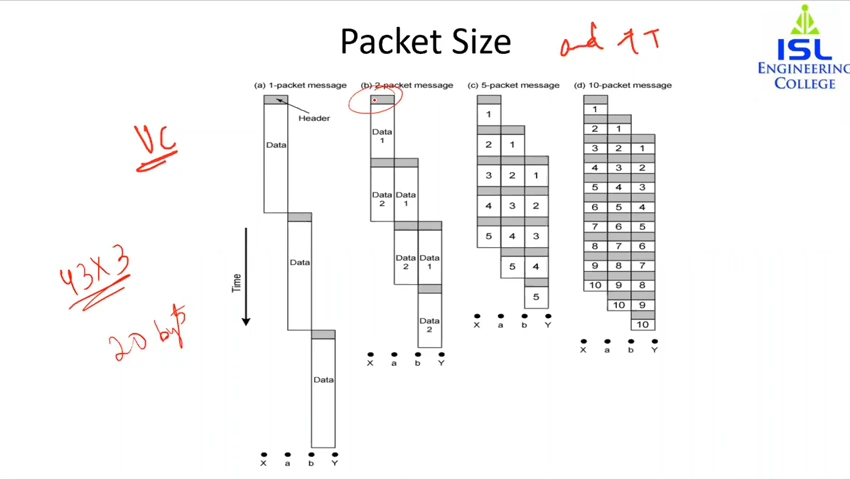 Packet Size
and
T
ISL
ENGINEERING
COLLEGE
(a) 1-packet message
(b) 2-packet message
(c) 5-packet message
(d) 10-packet message
Header
Data
Data
Data
Data 1
Data 2
Data 1
Data 2
Data 1
Data 2
1
2 1
3 2 1
4 3 2
5 4 3
5 4
5
1
2 1
3 2 1
4 3 2
5 4 3
6 5 4
7 6 5
8 7 6
9 8 7
10 9 8
10 9
10
Time
VC
43X3
X a b Y
X a b Y
X a b Y
X a b Y